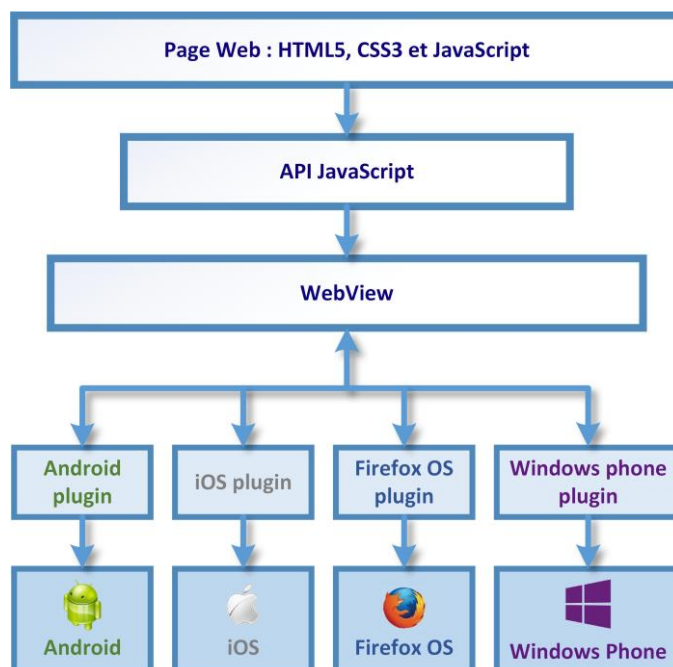 Page Web : HTML5, CSS3 et JavaScript
API JavaScript
WebView
Android
plugin
iOS plugin
Firefox OS
plugin
Windows phone
plugin
Android
iOS
Firefox OS
Windows Phone